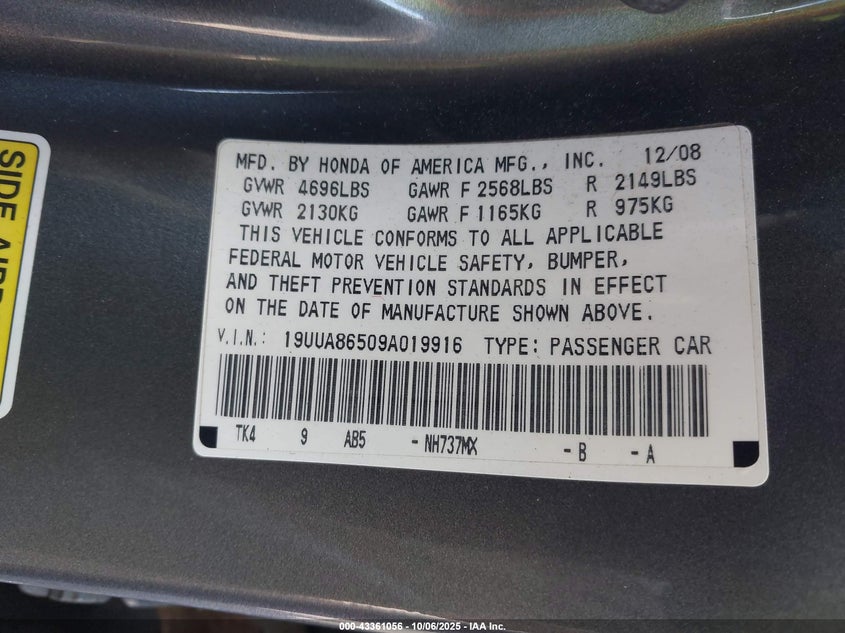 SIDE AIR
MFD. BY HONDA OF AMERICA MFG., INC. 12/08
GVWR 4696LBS GAWR F 2568LBS R 2149LBS
GVWR 2130KG GAWR F 1165KG R 975KG
THIS VEHICLE CONFORMS TO ALL APPLICABLE
FEDERAL MOTOR VEHICLE SAFETY, BUMPER,
AND THEFT PREVENTION STANDARDS IN EFFECT
ON THE DATE OF MANUFACTURE SHOWN ABOVE.
V.I.N.: 19UUA86509A019916 TYPE: PASSENGER CAR
TK4 9 AB5 - NH737MX - B - A
000-43361056 - 10/06/2025 - IAA Inc.